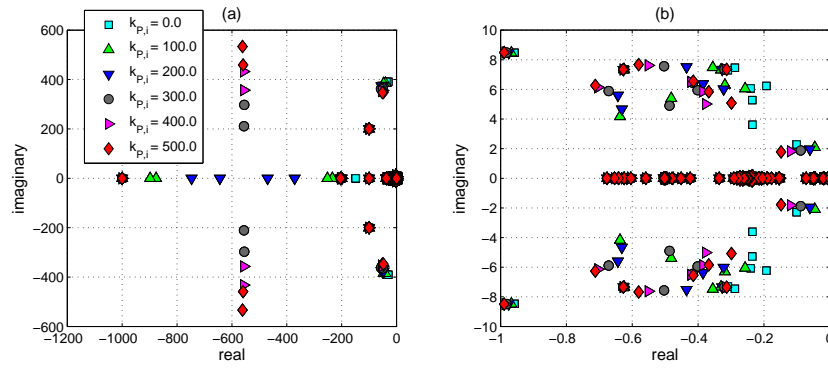 (a)
600
400
200
0
−200
−400
−600
−1200
−1000
−800
−600
−400
−200
0
real
imaginary
k_{P,i} = 0.0
k_{P,i} = 100.0
k_{P,i} = 200.0
k_{P,i} = 300.0
k_{P,i} = 400.0
k_{P,i} = 500.0
(b)
10
8
6
4
2
0
−2
−4
−6
−8
−10
−1
−0.8
−0.6
−0.4
−0.2
0
real
imaginary